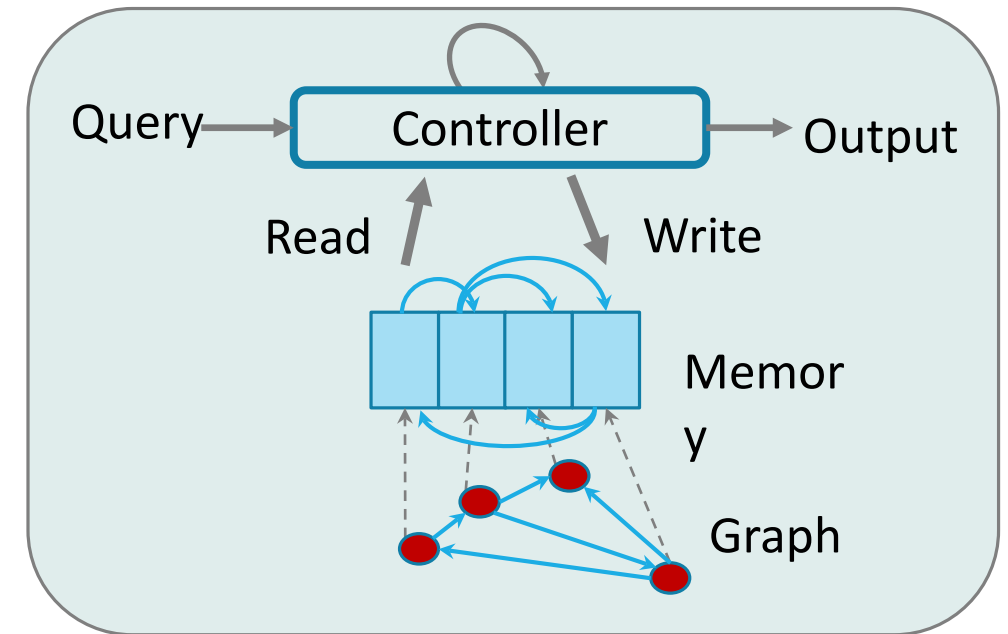 Query
Controller
Output
Read
Write
Memor
y
Graph